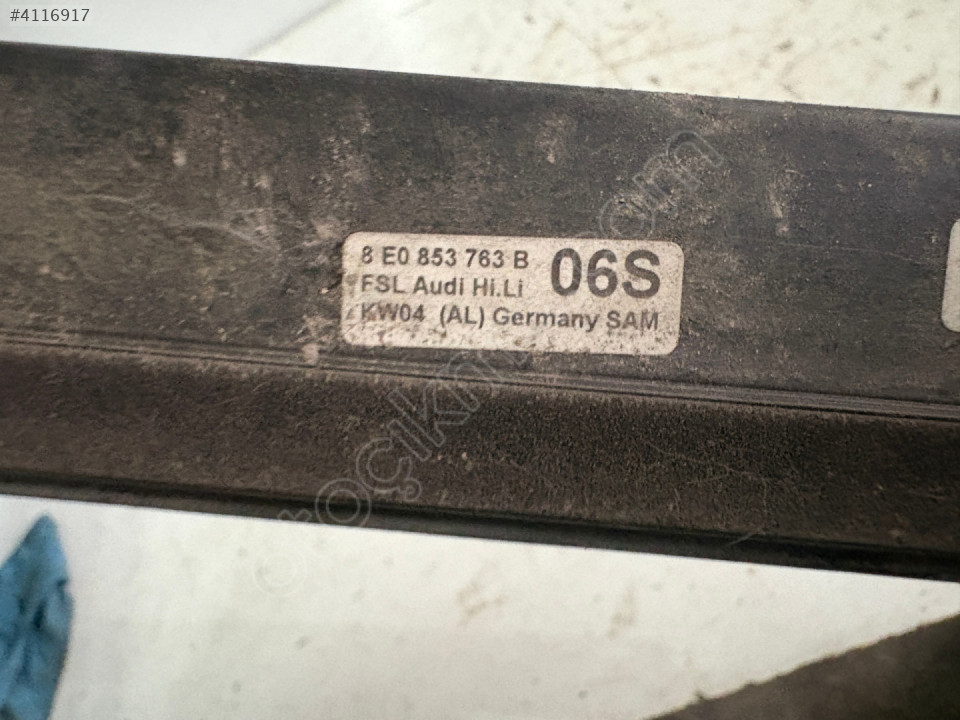 #4116917
8 E0 853 763 B 06S
FSL Audi Hi.Li
KW04 (AL) Germany SAM